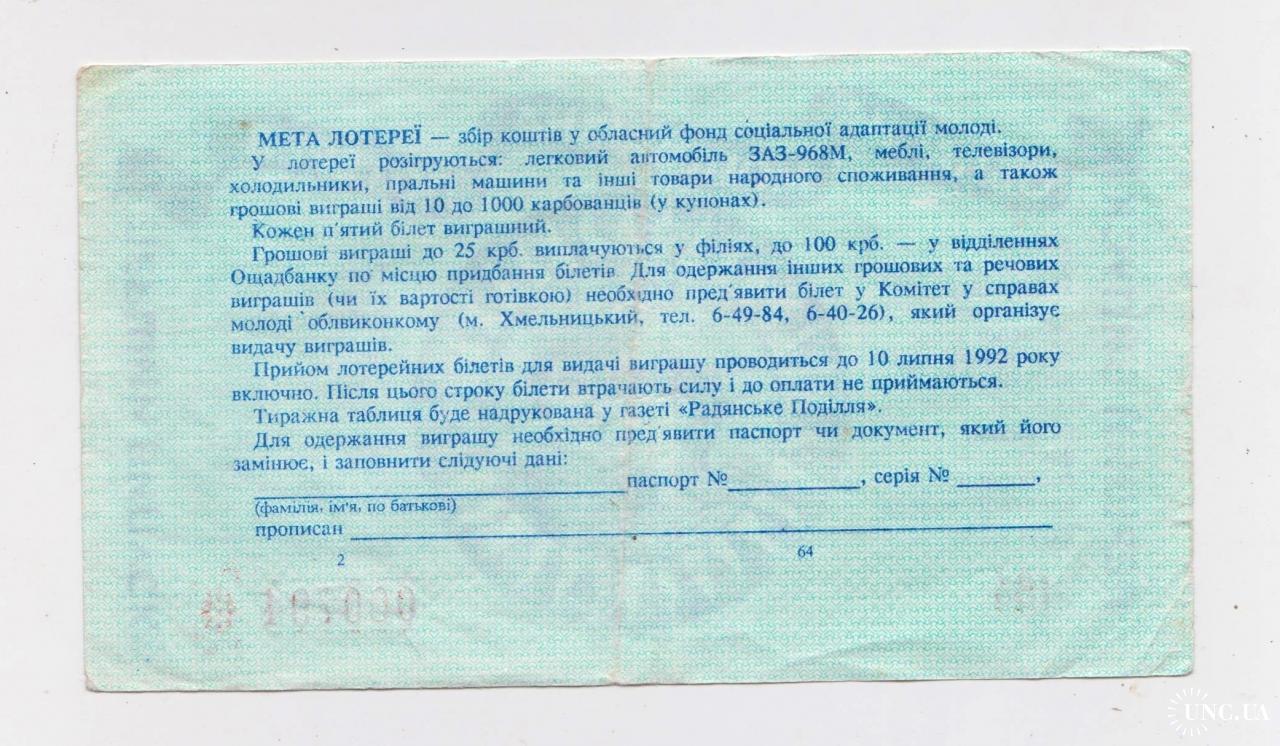 МЕТА ЛОТЕРЕЇ — збір коштів у обласний фонд соціальної адаптації молоді.
У лотереї розігруються: легковий автомобіль ЗАЗ-968М, меблі, телевізори,
холодильники, пральні машини та інші товари народного споживання, а також
грошові виграші від 10 до 1000 карбованців (у купонах).
Кожен п'ятий білет виграшний.
Грошові виграші до 25 крб. виплачуються у філіях, до 100 крб. — у відділеннях
Ощадбанку по місцю придбання білетів. Для одержання інших грошових та речових
виграшів (чи їх вартості готівкою) необхідно пред'явити білет у Комітет у справах
молоді облвиконкому (м. Хмельницький, тел. 6-49-84, 6-40-26), який організує
видачу виграшів.
Прийом лотерейних білетів для видачі виграшу проводиться до 10 липня 1992 року
включно. Після цього строку білети втрачають силу і до оплати не приймаються.
Тиражна таблиця буде надрукована у газеті «Радянське Поділля».
Для одержання виграшу необхідно пред'явити паспорт чи документ, який його
замінює, і заповнити слідуючі дані:
паспорт №__________, серія № ______,
(фамілія, ім'я, по батькові)
прописан
2 64
UNC.UA